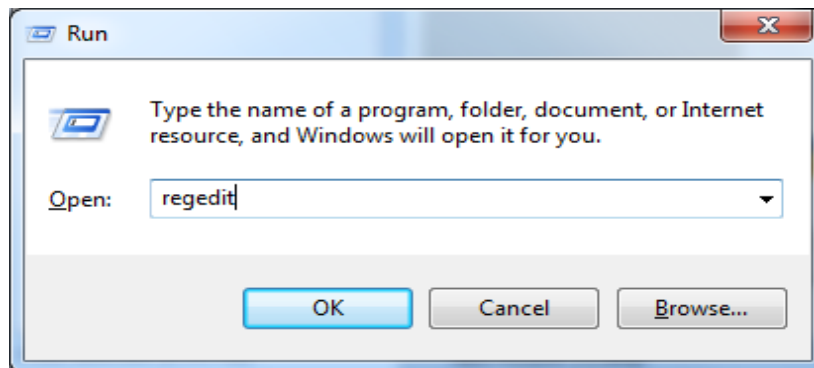 Run
Type the name of a program, folder, document, or Internet
resource, and Windows will open it for you.
Open: regedit
OK Cancel Browse...